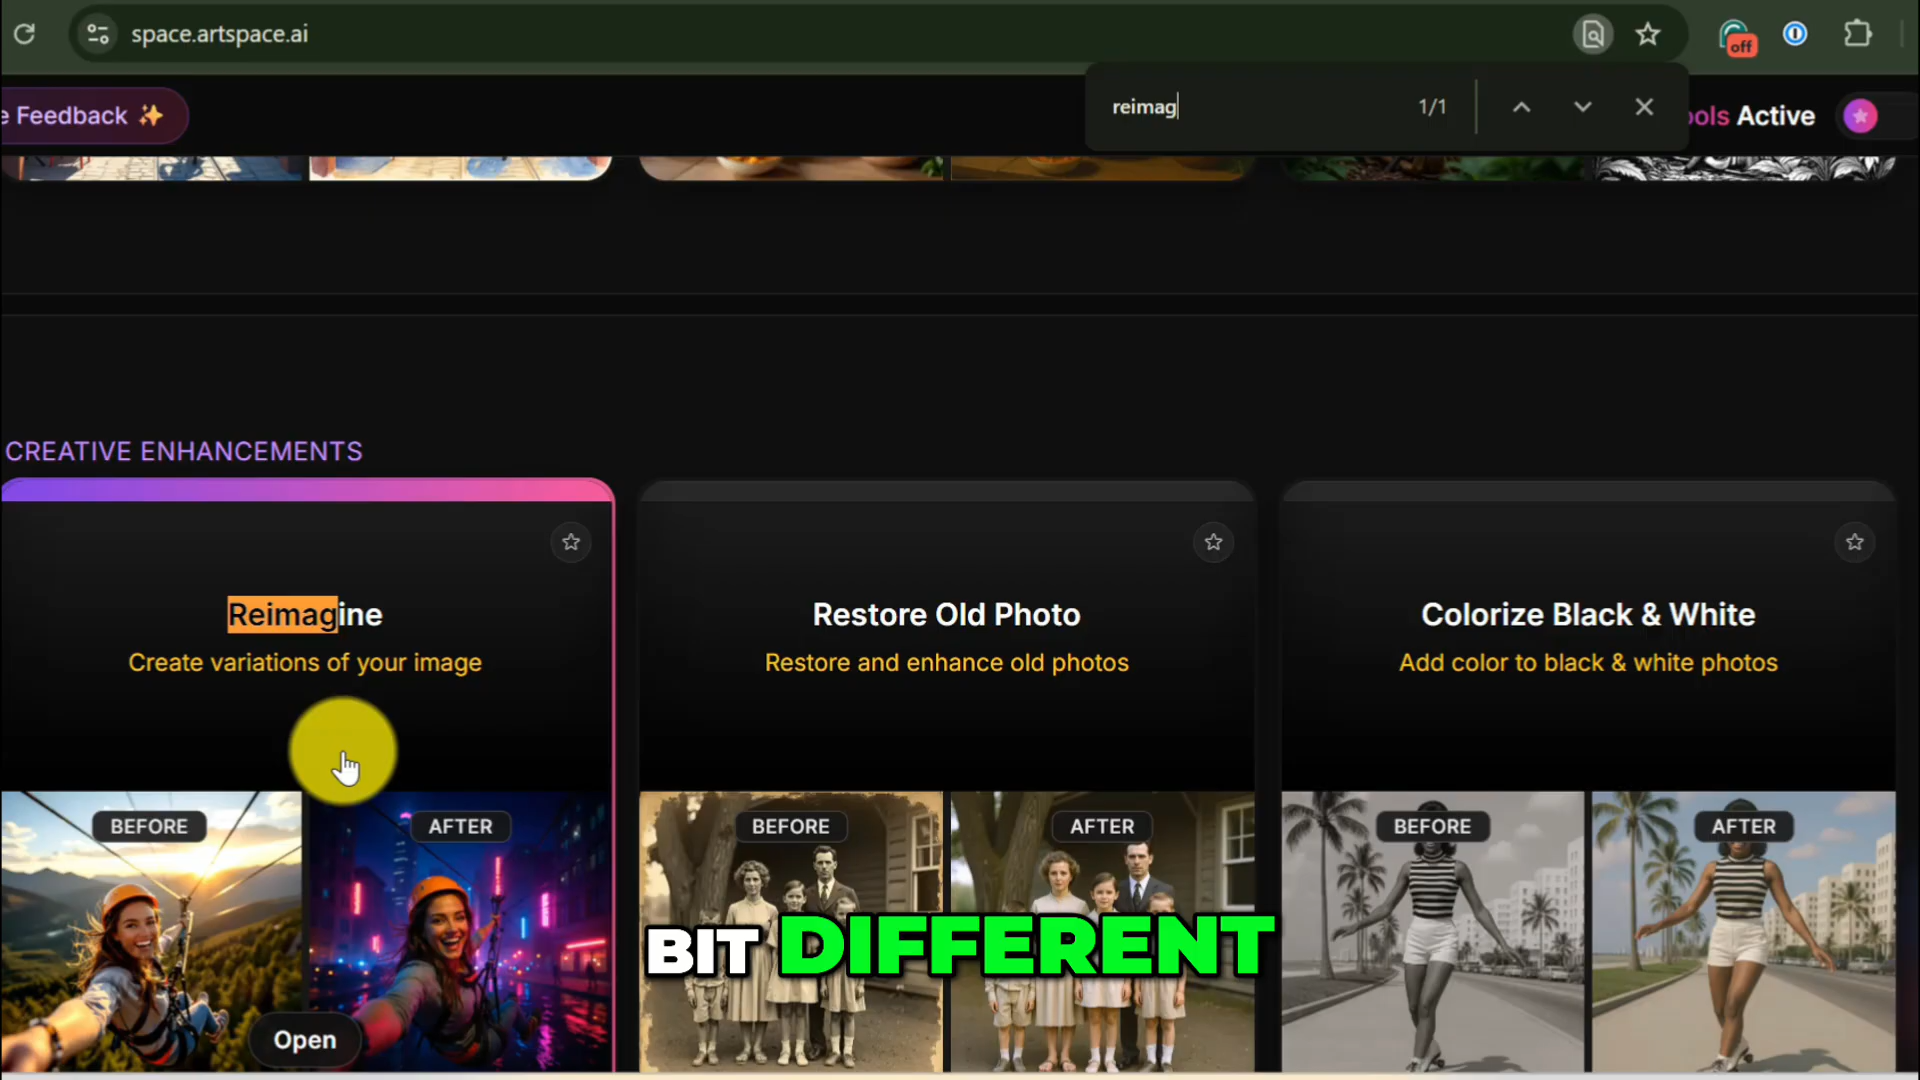 space.artspace.ai
off
e Feedback
reimag
1/1
ools Active
CREATIVE ENHANCEMENTS
Reimagine
Create variations of your image
Restore Old Photo
Restore and enhance old photos
Colorize Black & White
Add color to black & white photos
BEFORE
AFTER
BEFORE
AFTER
BEFORE
AFTER
BIT DIFFERENT
Open